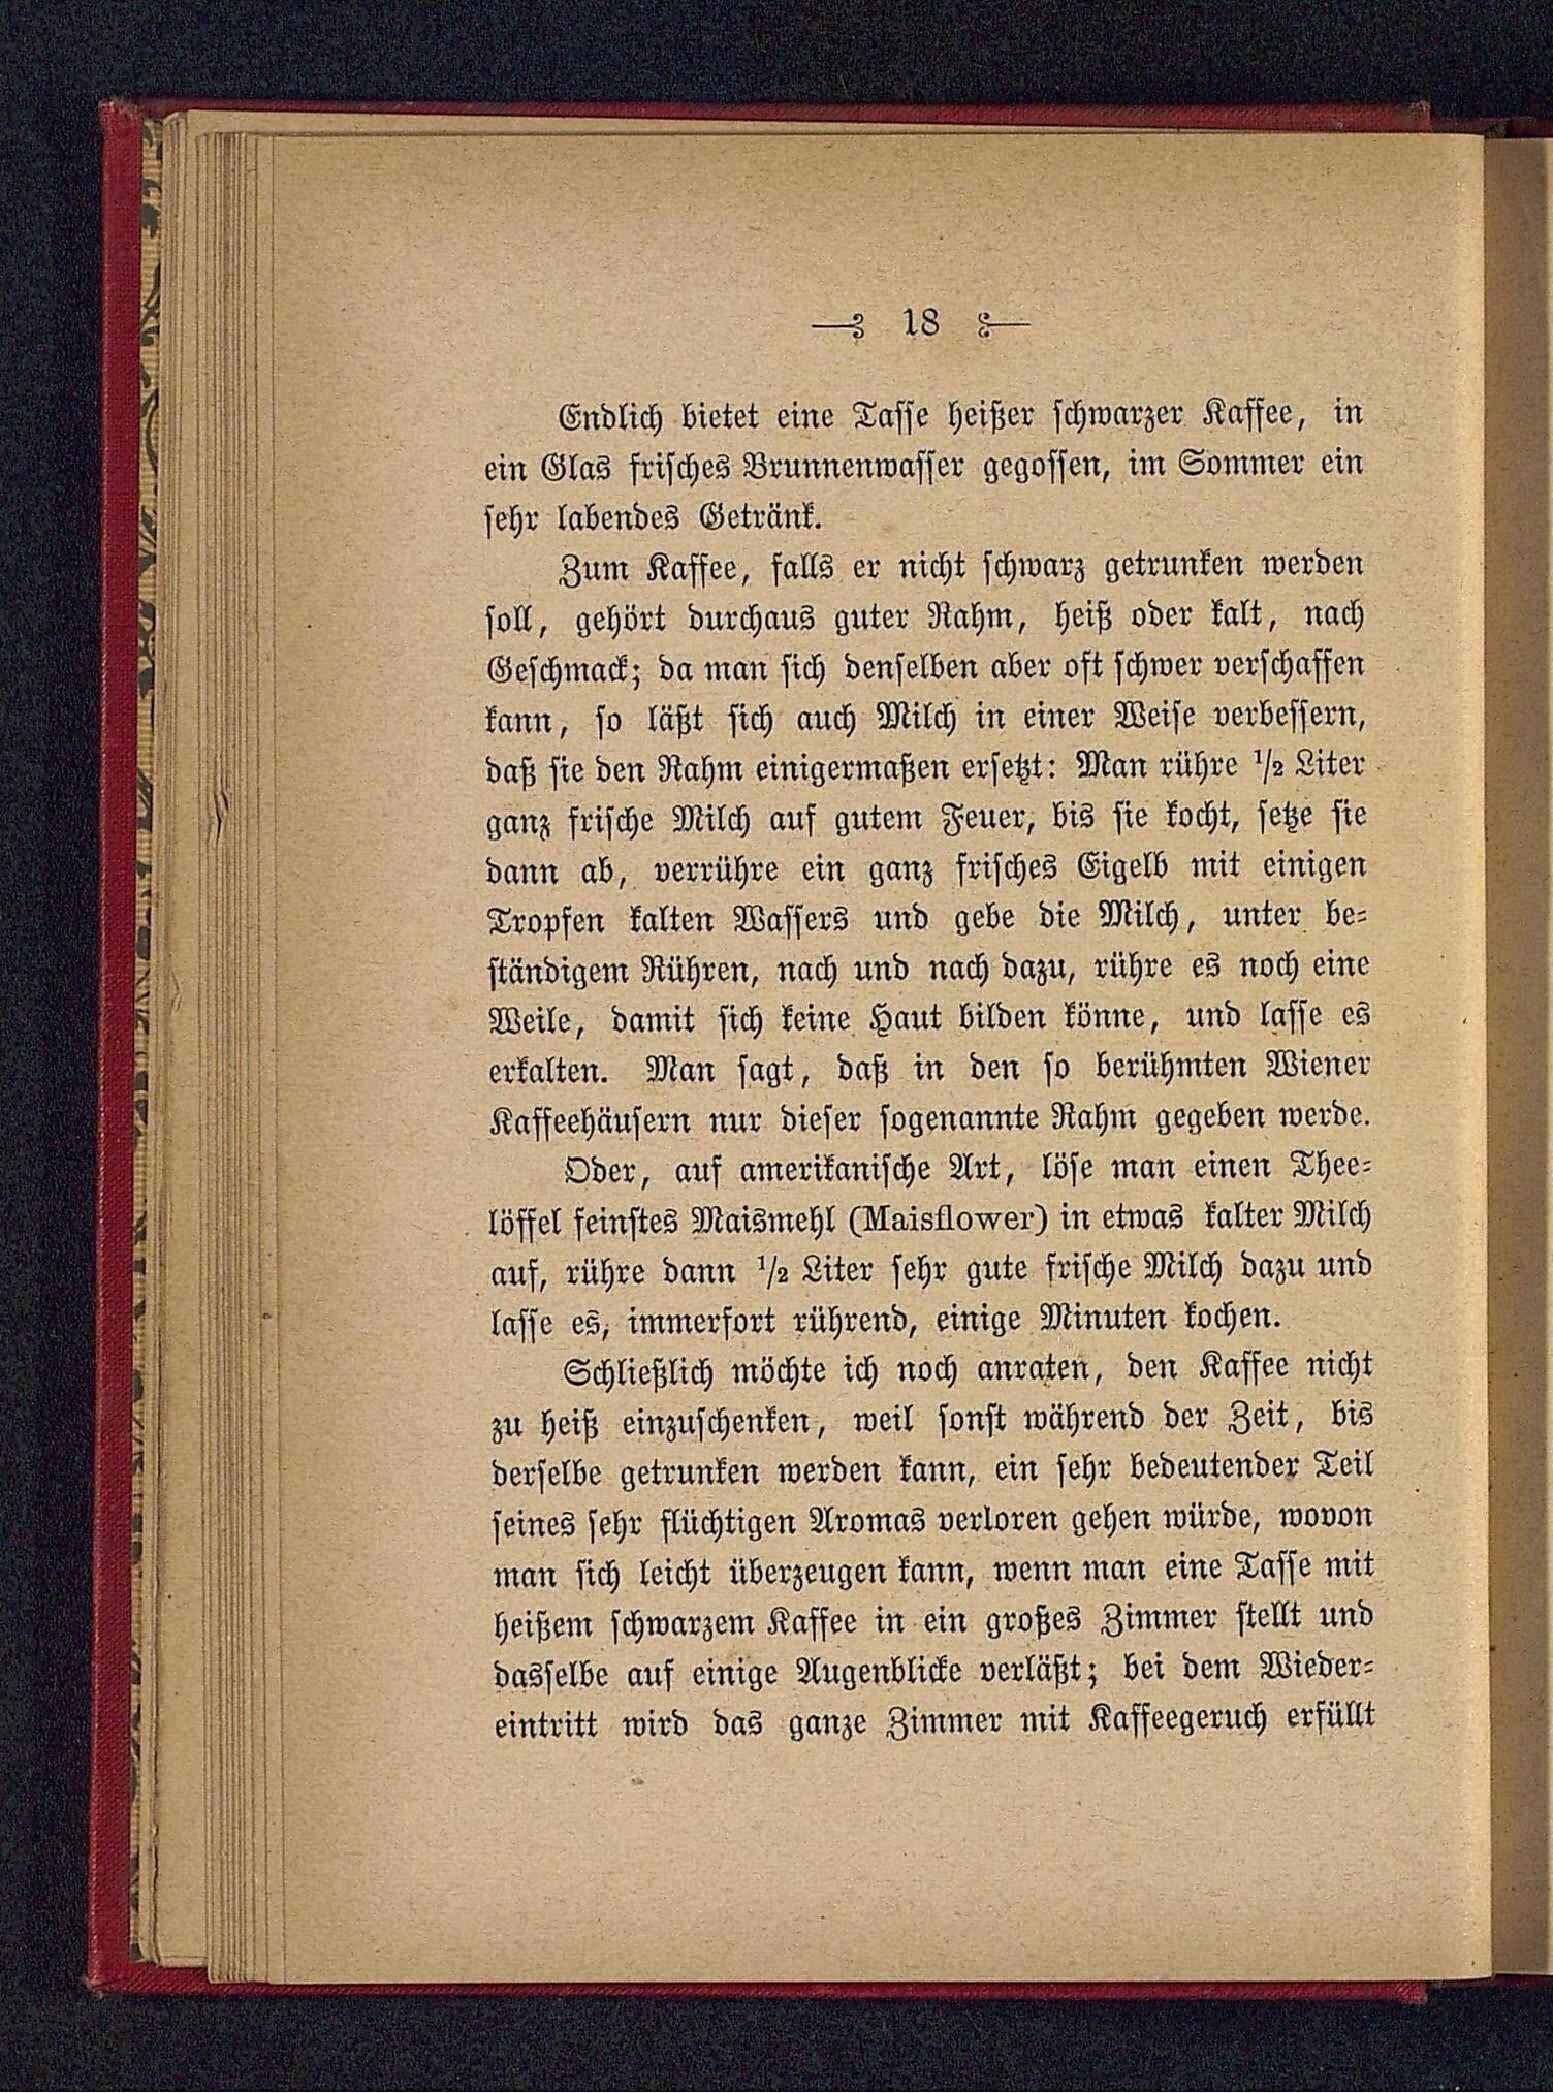 18
Endlich bietet eine Tasse heißer schwarzer Kaffee, in
ein Glas frisches Brunnenwasser gegossen, im Sommer ein
sehr labendes Getränk.
Zum Kaffee, falls er nicht schwarz getrunken werden
soll, gehört durchaus guter Rahm, heiß oder kalt, nach
Geschmack; da man sich denselben aber oft schwer verschaffen
kann, so läßt sich auch Milch in einer Weise verbessern,
daß sie den Rahm einigermaßen ersetzt: Man rühre 1/2 Liter
ganz frische Milch auf gutem Feuer, bis sie kocht, setze sie
dann ab, verrühre ein ganz frisches Eigelb mit einigen
Tropfen kalten Wassers und gebe die Milch, unter be-
ständigem Rühren, nach und nach dazu, rühre es noch eine
Weile, damit sich keine Haut bilden könne, und lasse es
erkalten. Man sagt, daß in den so berühmten Wiener
Kaffeehäusern nur dieser sogenannte Rahm gegeben werde.
Oder, auf amerikanische Art, löse man einen Thee-
löffel feinstes Maismehl (Maisflower) in etwas kalter Milch
auf, rühre dann 1/2 Liter sehr gute frische Milch dazu und
lasse es, immerfort rührend, einige Minuten kochen.
Schließlich möchte ich noch anraten, den Kaffee nicht
zu heiß einzuschenken, weil sonst während der Zeit, bis
derselbe getrunken werden kann, ein sehr bedeutender Teil
seines sehr flüchtigen Aromas verloren gehen würde, wovon
man sich leicht überzeugen kann, wenn man eine Tasse mit
heißem schwarzem Kaffee in ein großes Zimmer stellt und
dasselbe auf einige Augenblicke verläßt; bei dem Wieder-
eintritt wird das ganze Zimmer mit Kaffeegeruch erfüllt